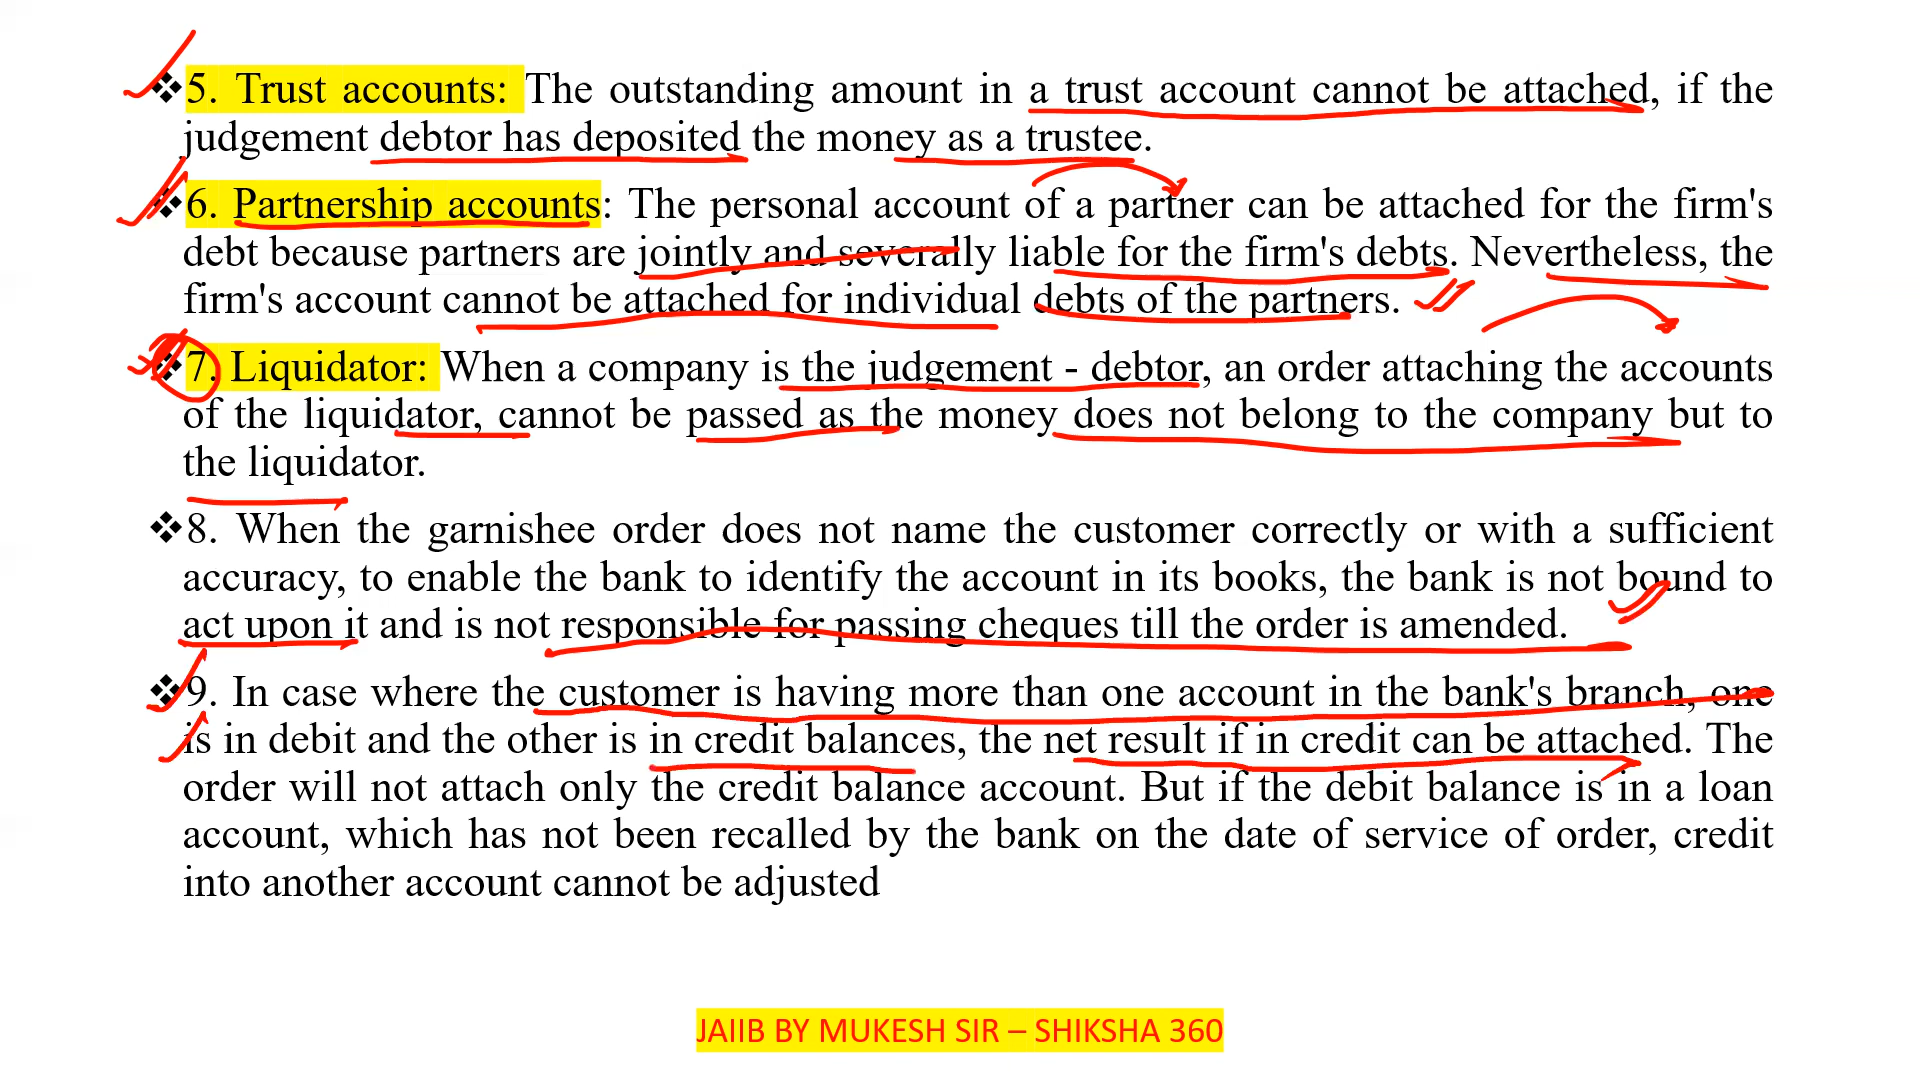 ❖5. Trust accounts: The outstanding amount in a trust account cannot be attached, if the
judgement debtor has deposited the money as a trustee.
❖6. Partnership accounts: The personal account of a partner can be attached for the firm's
debt because partners are jointly and severally liable for the firm's debts. Nevertheless, the
firm's account cannot be attached for individual debts of the partners.
❖7. Liquidator: When a company is the judgement - debtor, an order attaching the accounts
of the liquidator, cannot be passed as the money does not belong to the company but to
the liquidator.
❖8. When the garnishee order does not name the customer correctly or with a sufficient
accuracy, to enable the bank to identify the account in its books, the bank is not bound to
act upon it and is not responsible for passing cheques till the order is amended.
❖9. In case where the customer is having more than one account in the bank's branch, one
is in debit and the other is in credit balances, the net result if in credit can be attached. The
order will not attach only the credit balance account. But if the debit balance is in a loan
account, which has not been recalled by the bank on the date of service of order, credit
into another account cannot be adjusted
JAIIB BY MUKESH SIR – SHIKSHA 360